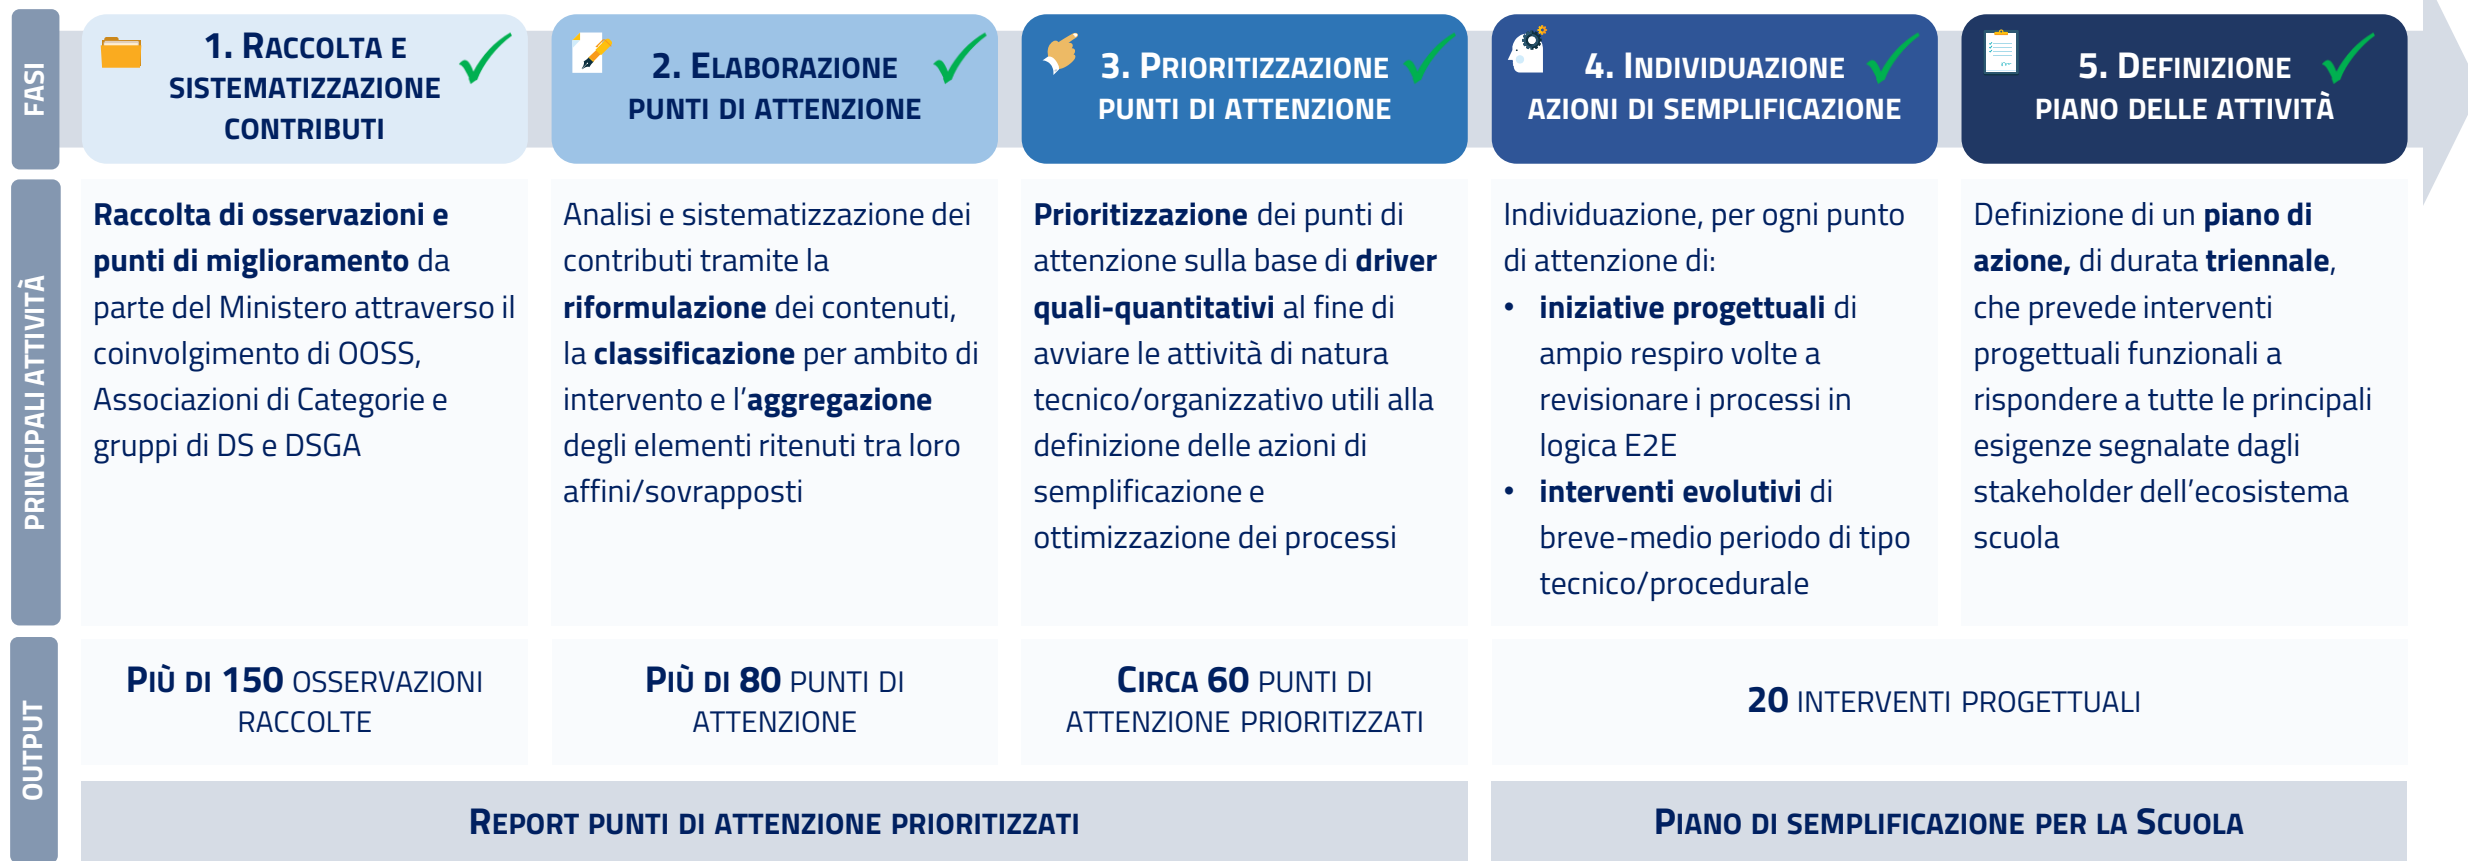 FASI
1. RACCOLTA E
SISTEMATIZZAZIONE
CONTRIBUTI
2. ELABORAZIONE
PUNTI DI ATTENZIONE
3. PRIORITIZZAZIONE
PUNTI DI ATTENZIONE
4. INDIVIDUAZIONE
AZIONI DI SEMPLIFICAZIONE
5. DEFINIZIONE
PIANO DELLE ATTIVITÀ
PRINCIPALI ATTIVITÀ
Raccolta di osservazioni e
punti di miglioramento da
parte del Ministero attraverso il
coinvolgimento di OOSS,
Associazioni di Categorie e
gruppi di DS e DSGA
Analisi e sistematizzazione dei
contributi tramite la
riformulazione dei contenuti,
la classificazione per ambito di
intervento e l'aggregazione
degli elementi ritenuti tra loro
affini/sovrapposti
Prioritizzazione dei punti di
attenzione sulla base di driver
quali-quantitativi al fine di
avviare le attività di natura
tecnico/organizzativo utili alla
definizione delle azioni di
semplificazione e
ottimizzazione dei processi
Individuazione, per ogni punto
di attenzione di:
• iniziative progettuali di
ampio respiro volte a
revisionare i processi in
logica E2E
• interventi evolutivi di
breve-medio periodo di tipo
tecnico/procedurale
Definizione di un piano di
azione, di durata triennale,
che prevede interventi
progettuali funzionali a
rispondere a tutte le principali
esigenze segnalate dagli
stakeholder dell'ecosistema
scuola
OUTPUT
PIÙ DI 150 OSSERVAZIONI
RACCOLTE
PIÙ DI 80 PUNTI DI
ATTENZIONE
CIRCA 60 PUNTI DI
ATTENZIONE PRIORITIZZATI
20 INTERVENTI PROGETTUALI
REPORT PUNTI DI ATTENZIONE PRIORITIZZATI
PIANO DI SEMPLIFICAZIONE PER LA SCUOLA